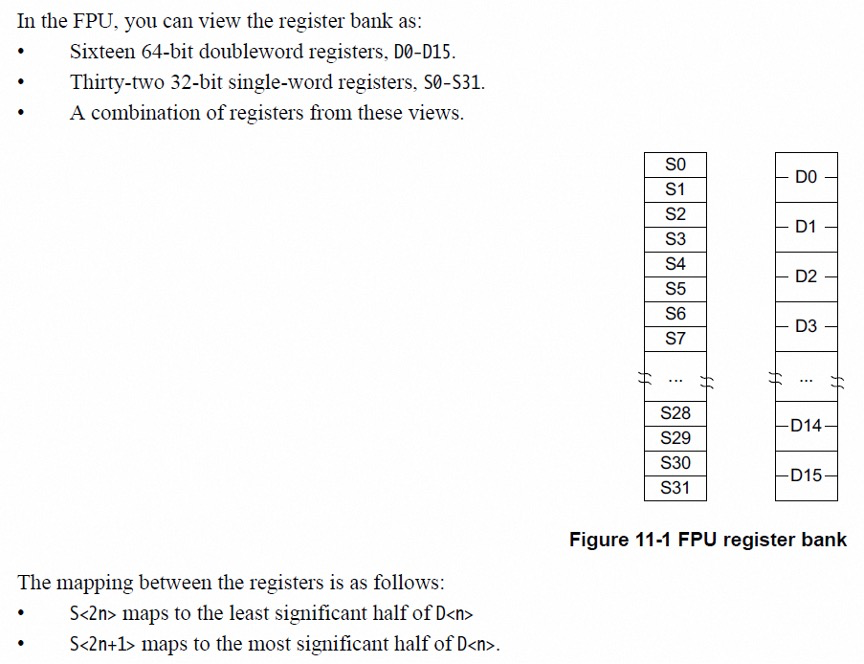 In the FPU, you can view the register bank as:
• Sixteen 64-bit doubleword registers, D0-D15.
• Thirty-two 32-bit single-word registers, S0-S31.
• A combination of registers from these views.
S0
S1
S2
S3
S4
S5
S6
S7
...
S28
S29
S30
S31
D0
D1
D2
D3
...
D14
D15
Figure 11-1 FPU register bank
The mapping between the registers is as follows:
• S<2n> maps to the least significant half of D<n>
• S<2n+1> maps to the most significant half of D<n>.